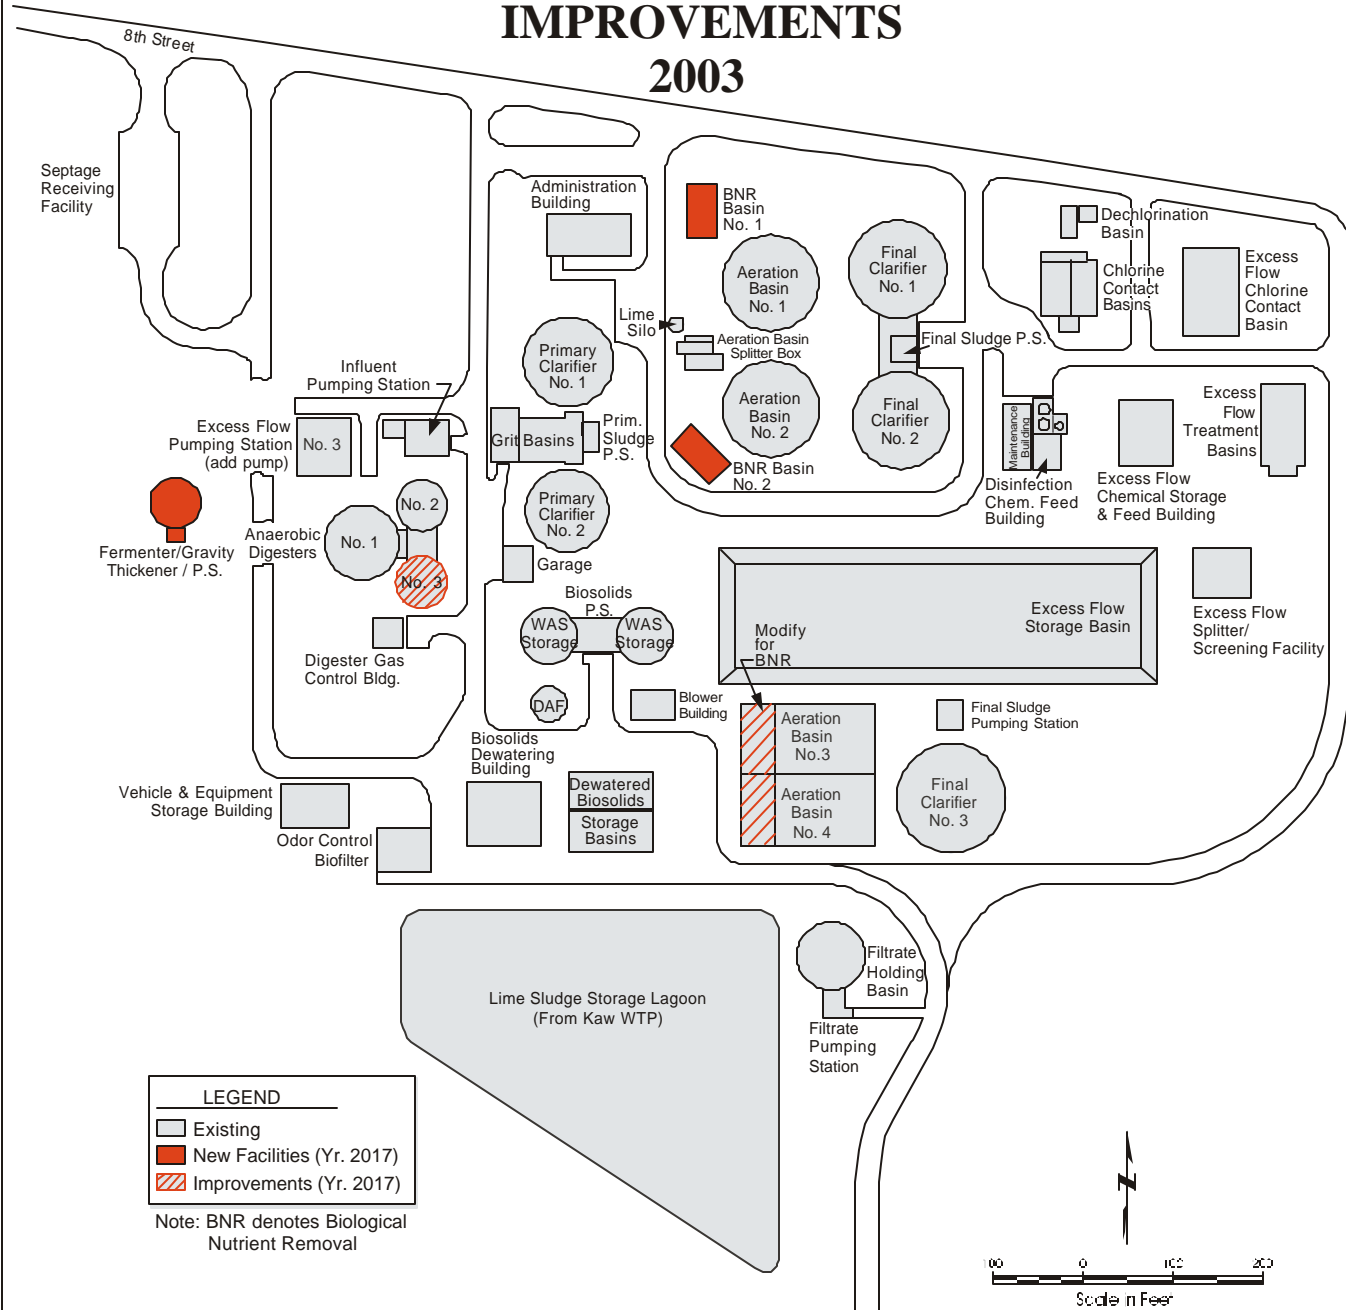 IMPROVEMENTS
2003
8th Street
Septage
Receiving
Facility
Administration
Building
BNR
Basin
No. 1
Aeration
Basin
No. 1
Final
Clarifier
No. 1
Dechlorination
Basin
Chlorine
Contact
Basins
Excess
Flow
Chlorine
Contact
Basin
Lime
Silo
Aeration Basin
Splitter Box
Final Sludge P.S.
Influent
Pumping Station
Primary
Clarifier
No. 1
Aeration
Basin
No. 2
Final
Clarifier
No. 2
Maintenance
Building
Excess
Flow
Treatment
Basins
Excess Flow
Pumping Station
(add pump)
No. 3
Grit Basins
Prim.
Sludge
P.S.
BNR Basin
No. 2
Disinfection
Chem. Feed
Building
Excess Flow
Chemical Storage
& Feed Building
Fermenter/Gravity
Thickener / P.S.
Anaerobic
Digesters
No. 1
No. 2
No. 3
Primary
Clarifier
No. 2
Garage
Biosolids
P.S.
WAS
Storage
WAS
Storage
Modify
for
BNR
Excess Flow
Storage Basin
Excess Flow
Splitter/
Screening Facility
Digester Gas
Control Bldg.
DAF
Blower
Building
Aeration
Basin
No.3
Final Sludge
Pumping Station
Biosolids
Dewatering
Building
Dewatered
Biosolids
Storage
Basins
Aeration
Basin
No. 4
Final
Clarifier
No. 3
Vehicle & Equipment
Storage Building
Odor Control
Biofilter
Lime Sludge Storage Lagoon
(From Kaw WTP)
Filtrate
Holding
Basin
Filtrate
Pumping
Station
LEGEND
Existing
New Facilities (Yr. 2017)
Improvements (Yr. 2017)
Note: BNR denotes Biological
Nutrient Removal
N
100 0 100 200
Scale in Feet